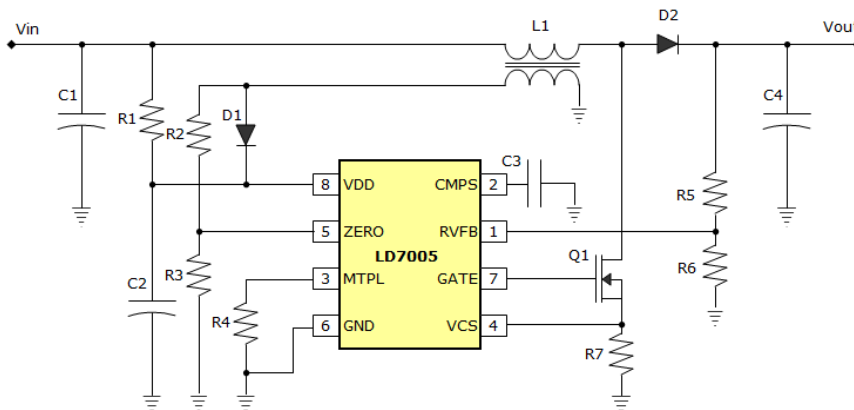 Vin
L1
D2
Vout
C1
R1
R2
D1
C4
8 VDD
CMPS 2
C3
R5
5 ZERO
RVFB 1
LD7005
R3
Q1
R6
C2
3 MTPL
GATE 7
R4
6 GND
VCS 4
R7